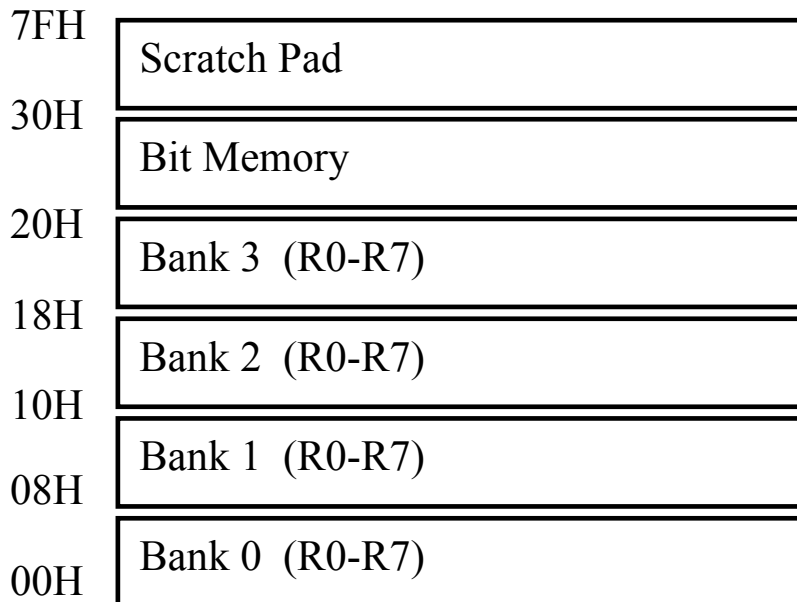 7FH
Scratch Pad
30H
Bit Memory
20H
Bank 3 (R0-R7)
18H
Bank 2 (R0-R7)
10H
Bank 1 (R0-R7)
08H
Bank 0 (R0-R7)
00H